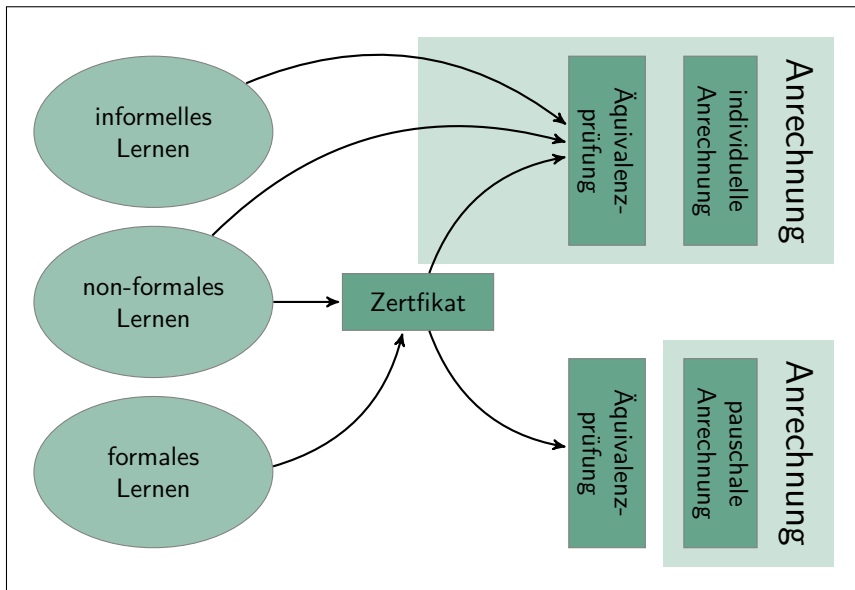 informelles
Lernen
non-formales
Lernen
formales
Lernen
Zertfikat
Äquivalenz-
prüfung
individuelle
Anrechnung
Anrechnung
Äquivalenz-
prüfung
pauschale
Anrechnung
Anrechnung